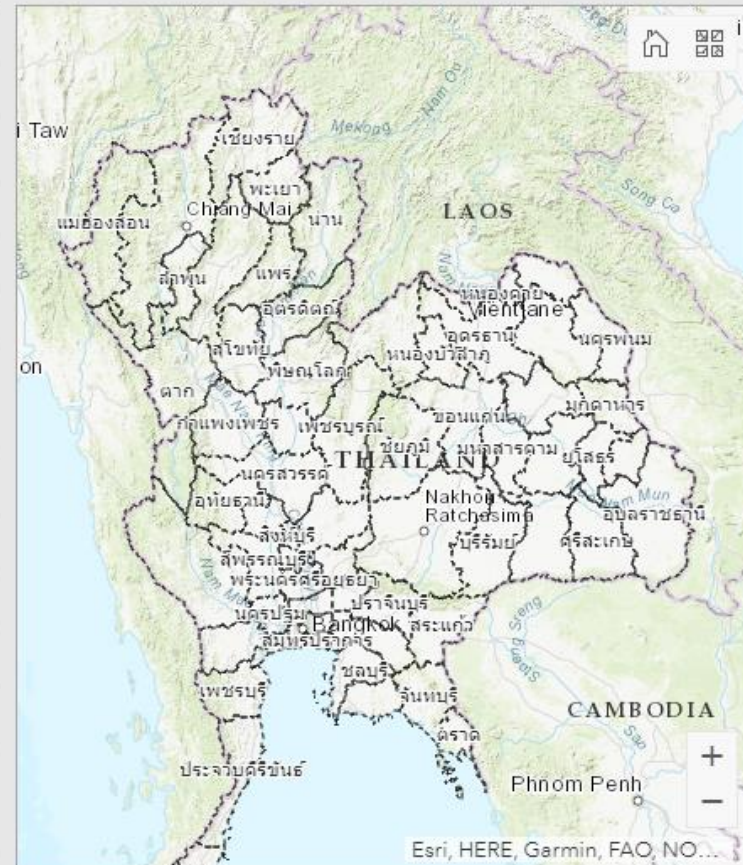 i Taw
เชียงราย
Mekong
Nam Ou
พะเยา
แม่ฮ่องสอน
Chiang Mai
น่าน
LAOS
Song Ca
ลำพูน
แพร่
อุตรดิตถ์
หนองคาย
Vientiane
สุโขทัย
อุดรธานี
นครพนม
on
พิษณุโลก
หนองบัวลำภู
ตาก
มุกดาหาร
กำแพงเพชร
เพชรบูรณ์
ขอนแก่น
ชัยภูมิ
มหาสารคาม
ยโสธร
นครสวรรค์
THAILAND
อุทัยธานี
Nakhon
Ratchasima
Nam Mun
อุบลราชธานี
สิงห์บุรี
บุรีรัมย์
ศรีสะเกษ
สุพรรณบุรี
พระนครศรีอยุธยา
ปราจีนบุรี
นครปฐม
Bangkok
สระแก้ว
สมุทรปราการ
Stoeng Sreng
ชลบุรี
เพชรบุรี
จันทบุรี
CAMBODIA
ตราด
Sao
ประจวบคีรีขันธ์
Phnom Penh
+
−
Esri, HERE, Garmin, FAO, NO...